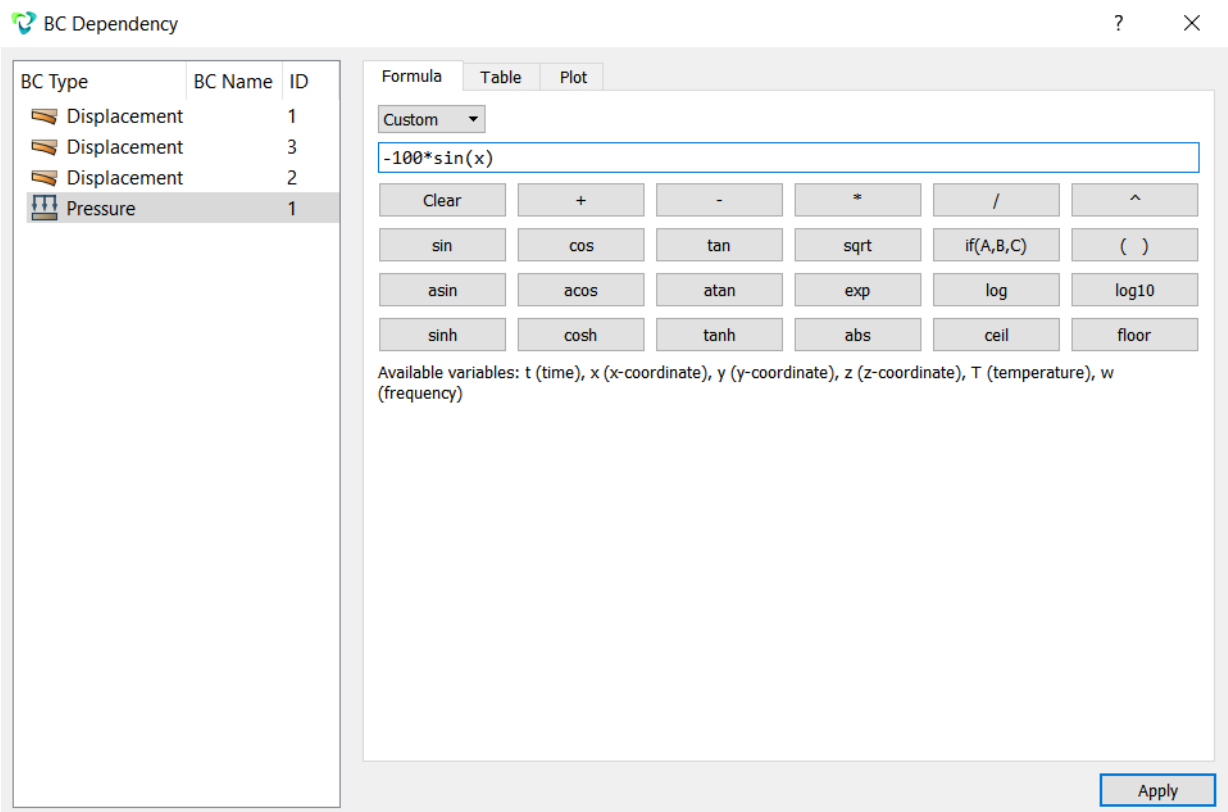 BC Dependency
?
BC Type BC Name ID
Displacement 1
Displacement 3
Displacement 2
Pressure 1
Formula Table Plot
Custom
-100*sin(x)
Clear + - * / ^
sin cos tan sqrt if(A,B,C) ( )
asin acos atan exp log log10
sinh cosh tanh abs ceil floor
Available variables: t (time), x (x-coordinate), y (y-coordinate), z (z-coordinate), T (temperature), w
(frequency)
Apply